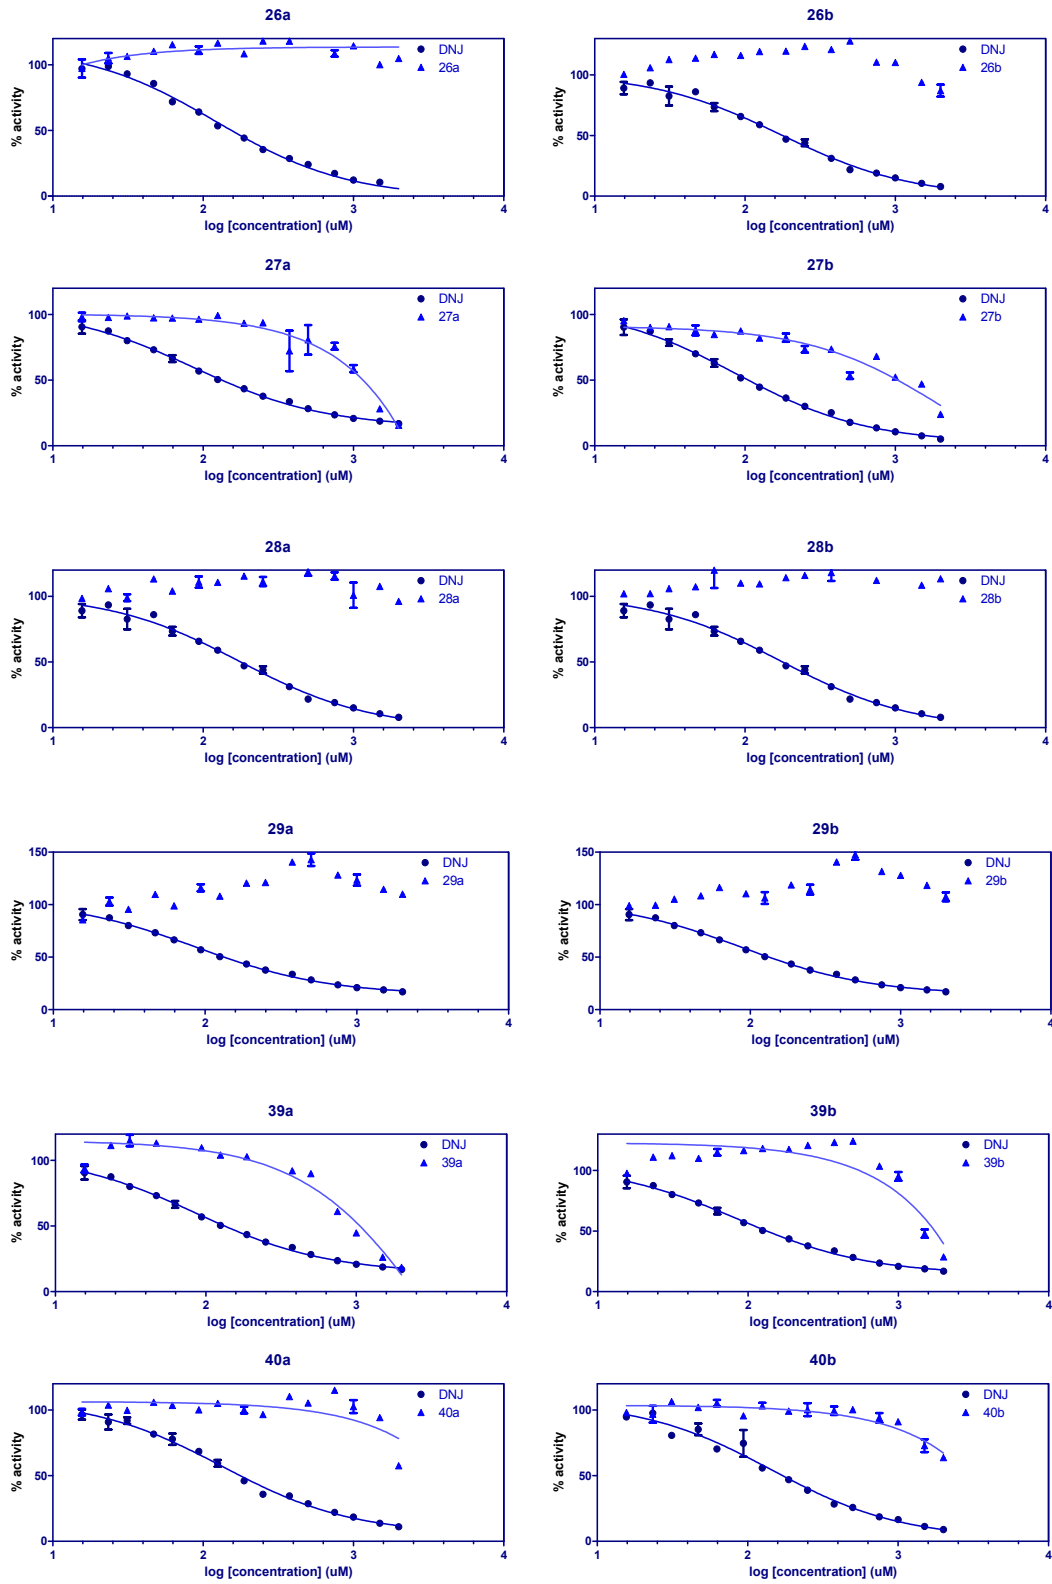 26a
26b
% activity
100
50
0
1
2
3
4
log [concentration] (uM)
DNJ
26a
% activity
100
50
0
1
2
3
4
log [concentration] (uM)
DNJ
26b
27a
27b
% activity
100
50
0
1
2
3
4
log [concentration] (uM)
DNJ
27a
% activity
100
50
0
1
2
3
4
log [concentration] (uM)
DNJ
27b
28a
28b
% activity
100
50
0
1
2
3
4
log [concentration] (uM)
DNJ
28a
% activity
100
50
0
1
2
3
4
log [concentration] (uM)
DNJ
28b
29a
29b
% activity
150
100
50
0
1
2
3
4
log [concentration] (uM)
DNJ
29a
% activity
150
100
50
0
1
2
3
4
log [concentration] (uM)
DNJ
29b
39a
39b
% activity
100
50
0
1
2
3
4
log [concentration] (uM)
DNJ
39a
% activity
100
50
0
1
2
3
4
log [concentration] (uM)
DNJ
39b
40a
40b
% activity
100
50
0
1
2
3
4
log [concentration] (uM)
DNJ
40a
% activity
100
50
0
1
2
3
4
log [concentration] (uM)
DNJ
40b